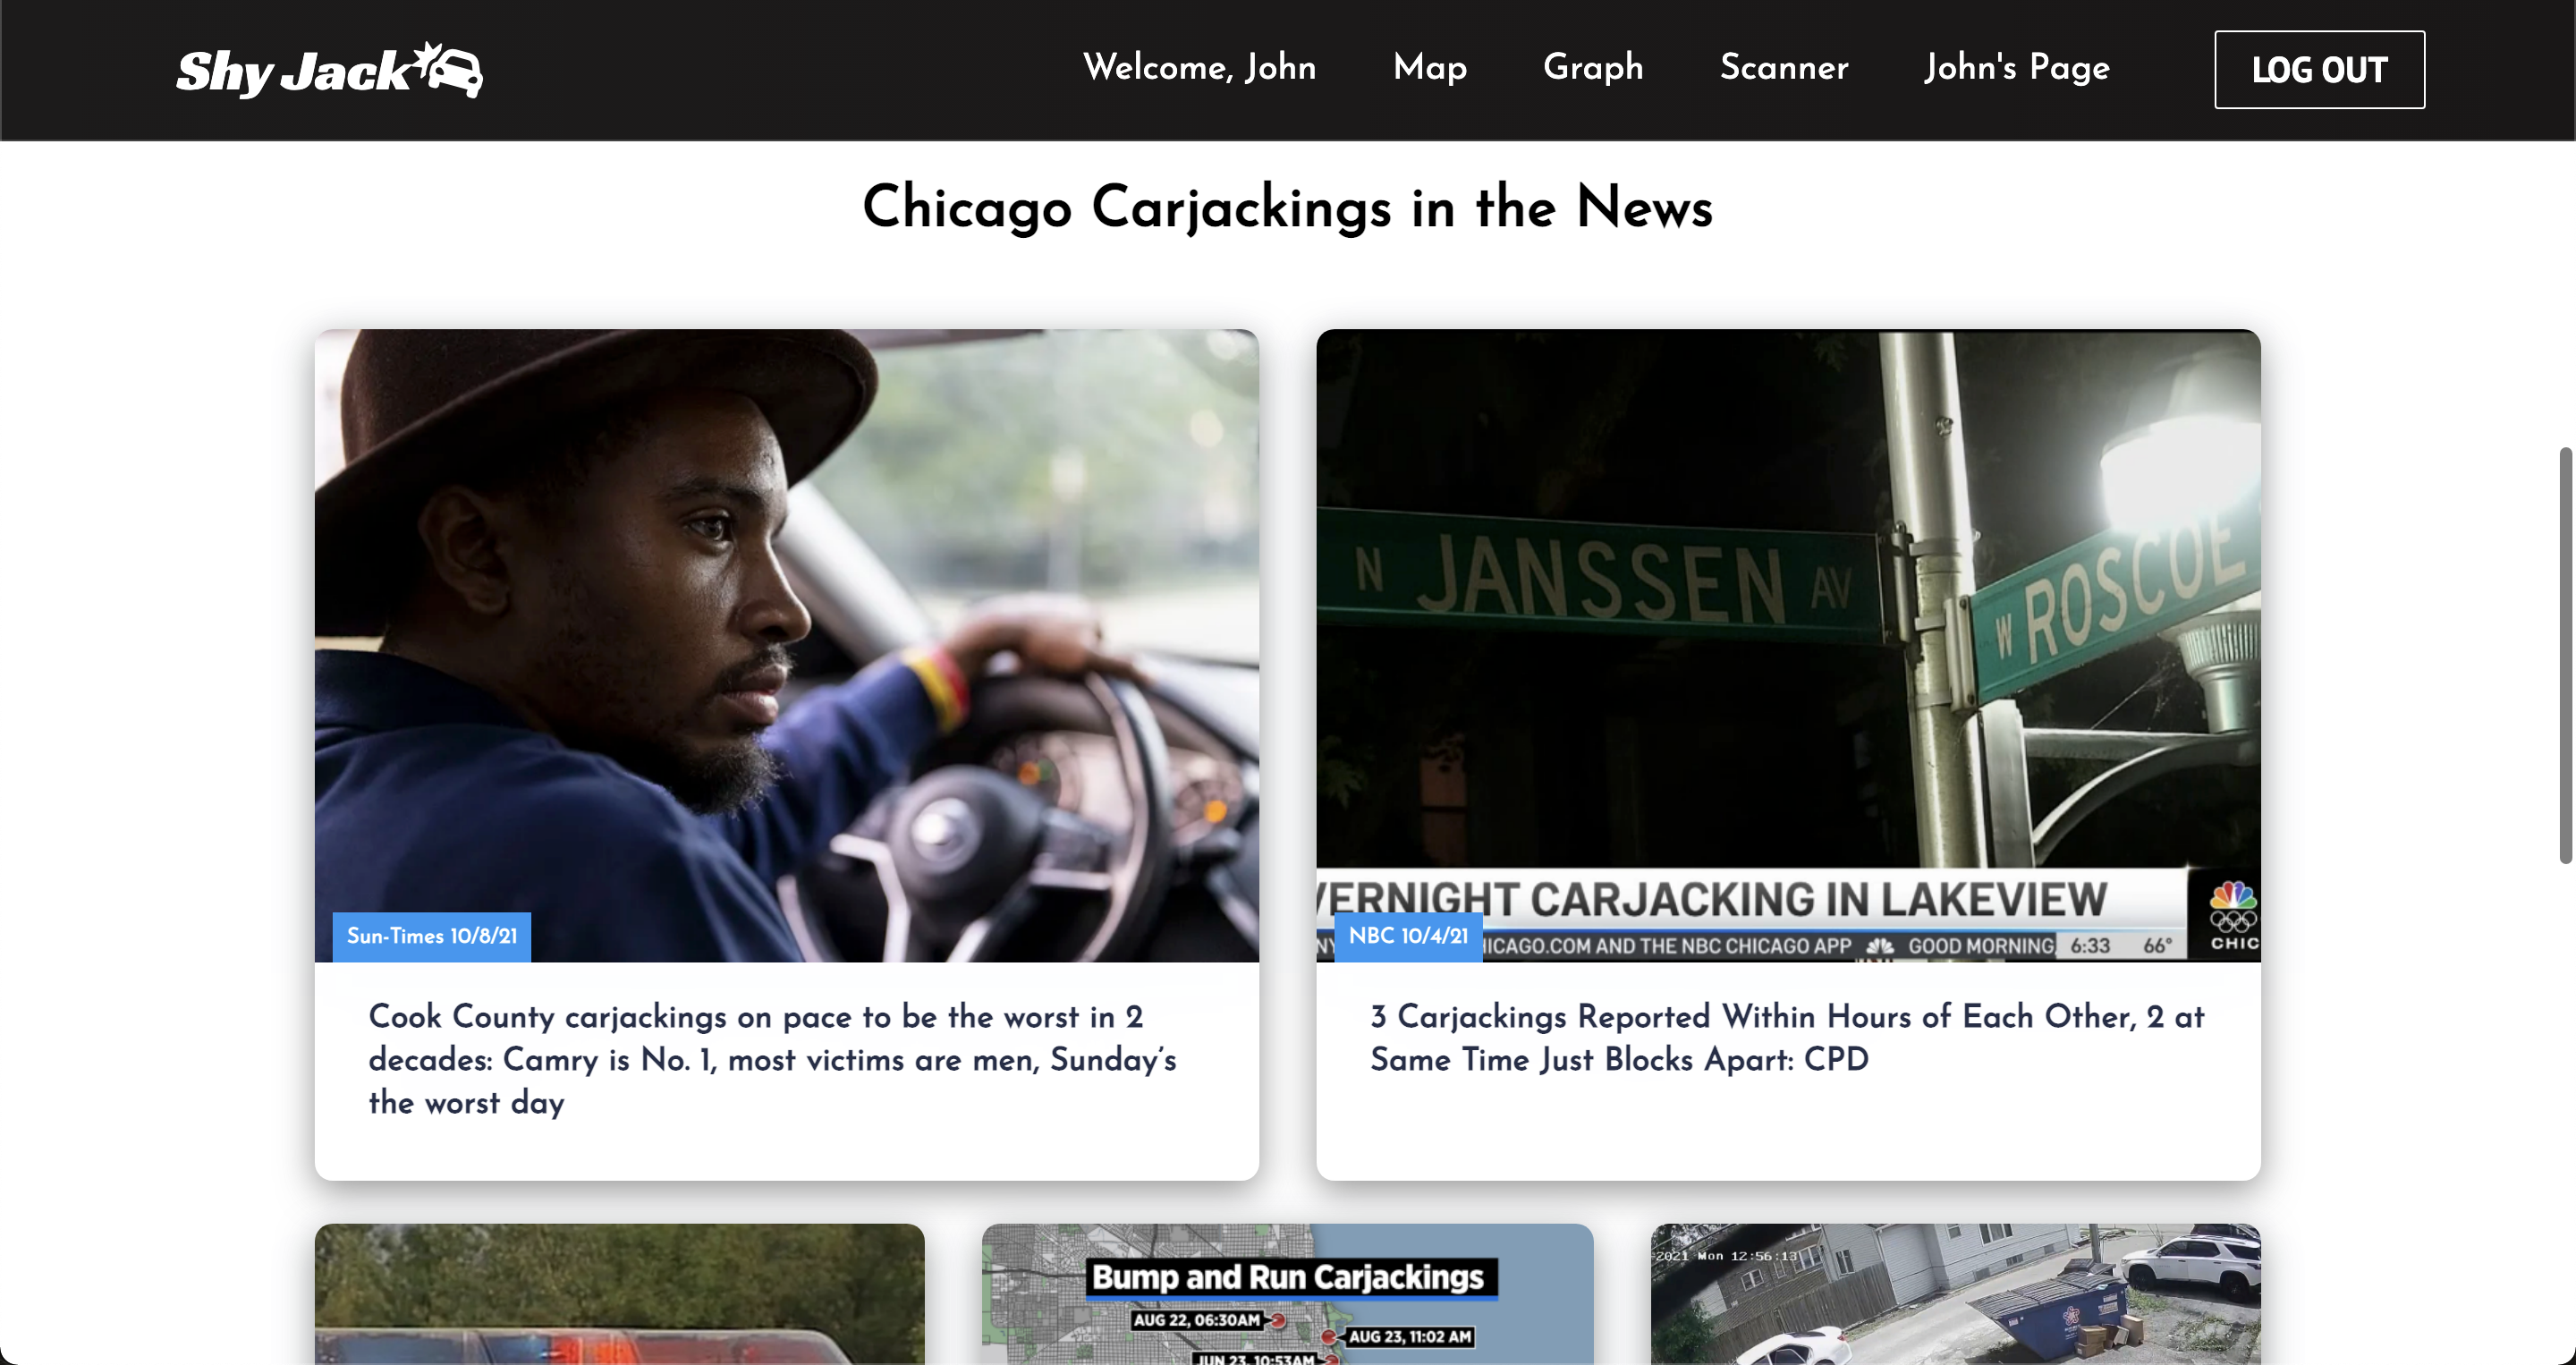 Shy Jack
Welcome, John
Map
Graph
Scanner
John's Page
LOG OUT
Chicago Carjackings in the News
N JANSSEN AV
W ROSCOE
VERNIGHT CARJACKING IN LAKEVIEW
NY
ICAGO.COM AND THE NBC CHICAGO APP
GOOD MORNING
6:33
66°
CHIC
Sun-Times 10/8/21
NBC 10/4/21
Cook County carjackings on pace to be the worst in 2
decades: Camry is No. 1, most victims are men, Sunday’s
the worst day
3 Carjackings Reported Within Hours of Each Other, 2 at
Same Time Just Blocks Apart: CPD
Bump and Run Carjackings
AUG 22, 06:30AM
AUG 23, 11:02 AM
JUN 23, 10:53AM
-2021 Mon 12:56:13